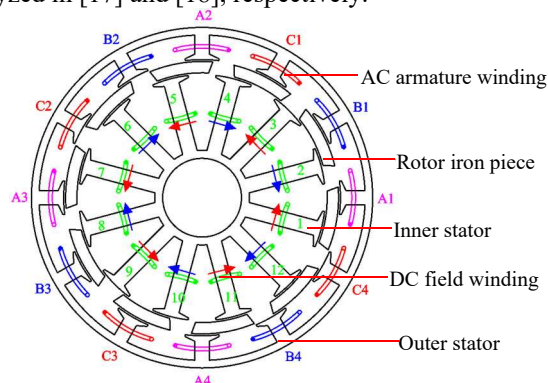 yzed in [17] and [18], respectively.
A2
B2
C1
AC armature winding
C2
B1
5
4
6
3
Rotor iron piece
7
2
A3
A1
8
1
Inner stator
9
12
B3
10
11
C4
DC field winding
C3
B4
Outer stator
A4